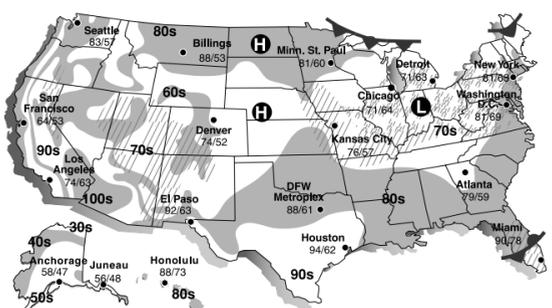 Seattle
83/57
80s
Billings
88/53
H
Minn. St. Paul
81/60
Detroit
71/63
New York
81/68
60s
Chicago
71/64
Washington,
D.C.
81/69
San
Francisco
64/53
H
L
Denver
74/52
Kansas City
76/57
70s
90s
70s
Los
Angeles
74/63
100s
El Paso
92/63
DFW
Metroplex
88/61
80s
Atlanta
79/59
30s
40s
Houston
94/62
Miami
90/78
Anchorage
58/47
Juneau
56/48
Honolulu
88/73
90s
50s
80s